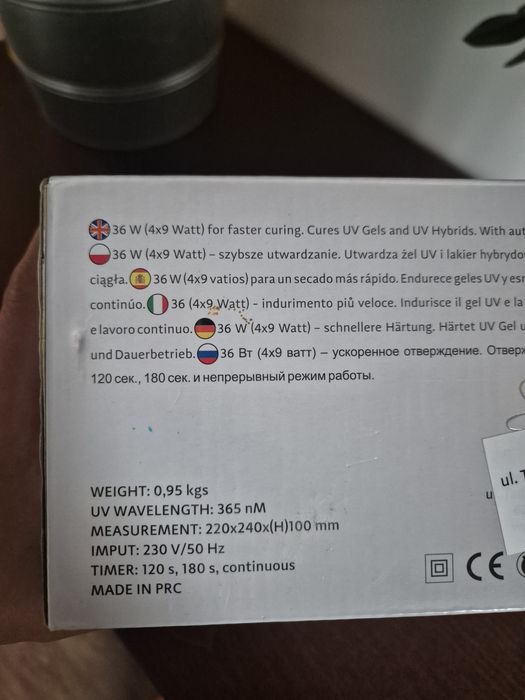 36 W (4x9 Watt) for faster curing. Cures UV Gels and UV Hybrids. With
36 W (4x9 Watt) – szybsze utwardzanie. Utwardza żel UV i lakier
ciągła. 36 W (4x9 vatios) para un secado más rápido. Endurece geles UV y
continúo. 36 (4x9 Watt) - indurimento più veloce. Indurisce il gel UV e la
e lavoro continuo. 36 W (4x9 Watt) – schnellere Härtung. Härtet UV Gel
und Dauerbetrieb. 36 Вт (4x9 ватт) – ускоренное отверждение.
120 сек., 180 сек. и непрерывный режим работы.
ul.
WEIGHT: 0,95 kgs
UV WAVELENGTH: 365 nM
MEASUREMENT: 220x240x(H)100 mm
IMPUT: 230 V/50 Hz
TIMER: 120 s, 180 s, continuous
MADE IN PRC
CE